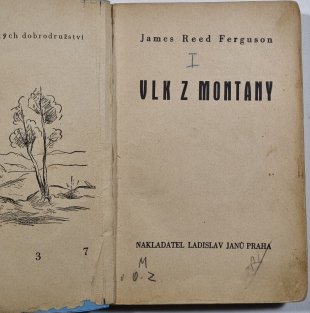 ých dobrodružství
3 7
James Reed Ferguson
I
VLK Z MONTANY
NAKLADATEL LADISLAV JANŮ PRAHA
M